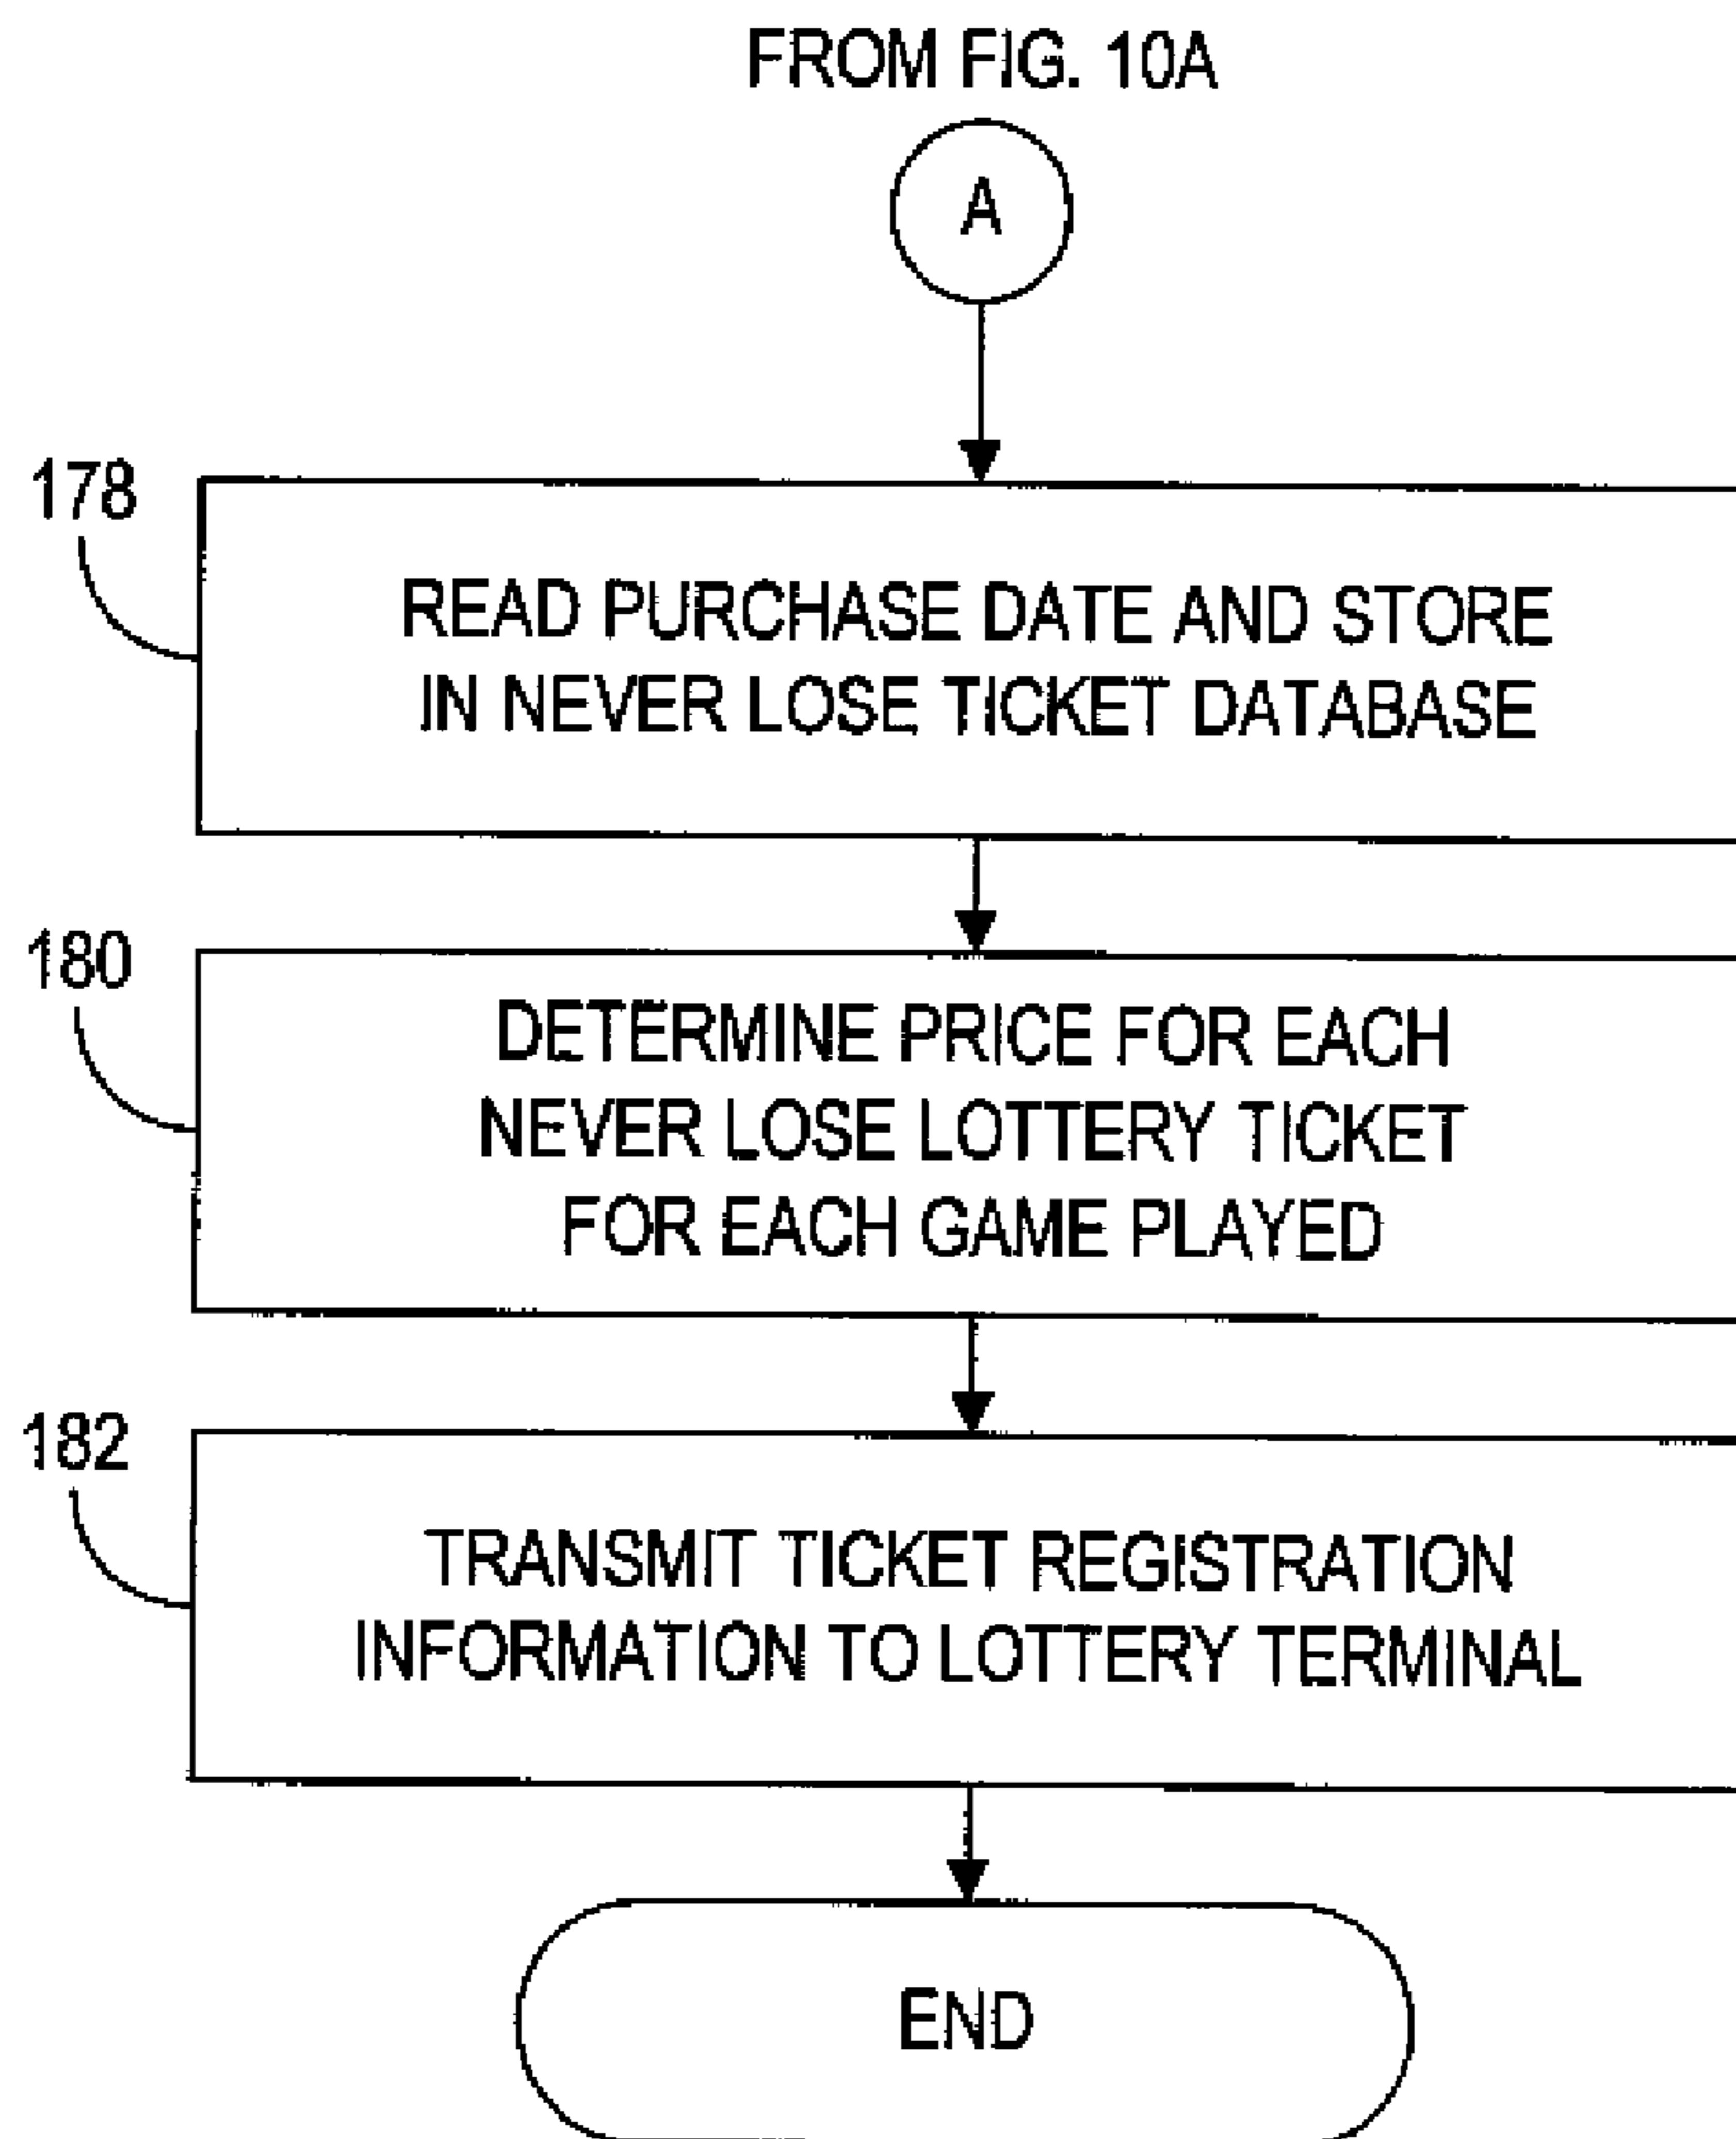 FROM FIG. 10A
A
178
READ PURCHASE DATE AND STORE
IN NEVER LOSE TICKET DATABASE
180
DETERMINE PRICE FOR EACH
NEVER LOSE LOTTERY TICKET
FOR EACH GAME PLAYED
182
TRANSMIT TICKET REGISTRATION
INFORMATION TO LOTTERY TERMINAL
END